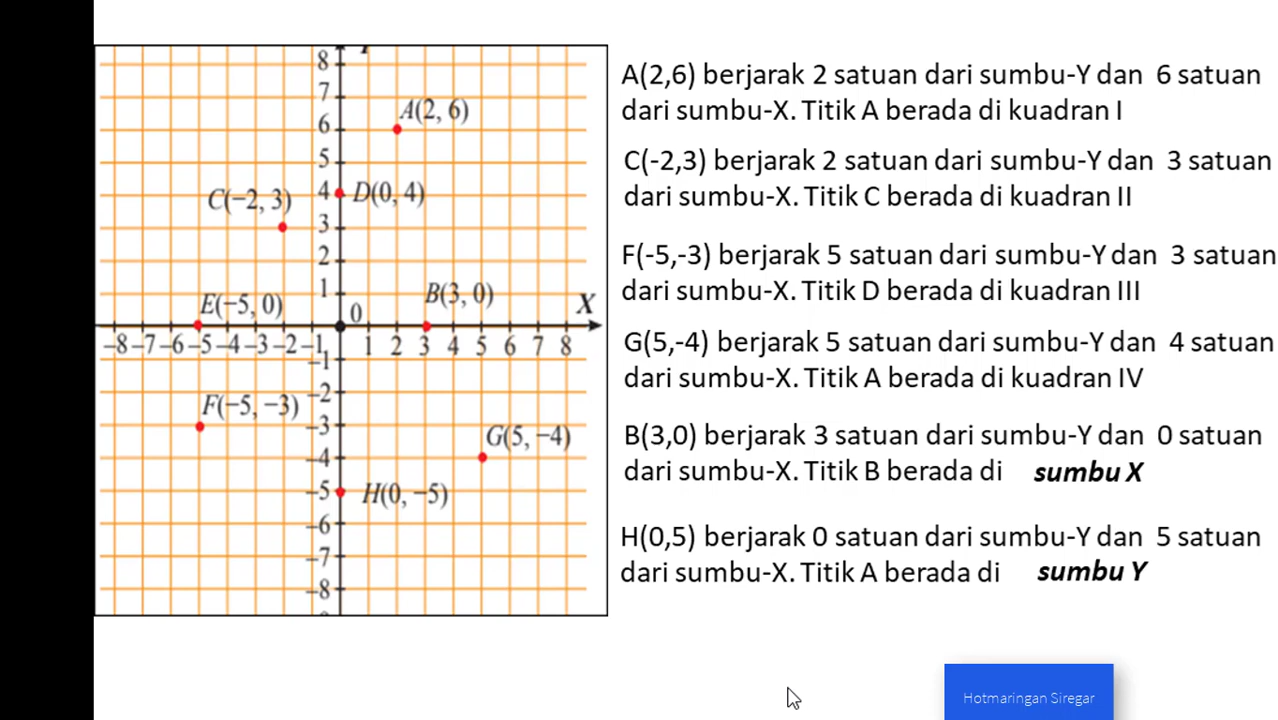 Y
8
7
A(2, 6)
6
5
C(−2, 3)
4 D(0, 4)
3
2
1
E(−5, 0)
B(3, 0)
X
0
−8 −7 −6 −5 −4 −3 −2 −1 1 2 3 4 5 6 7 8
−1
−2
F(−5, −3)
−3
G(5, −4)
−4
−5 H(0, −5)
−6
−7
−8
A(2,6) berjarak 2 satuan dari sumbu-Y dan 6 satuan
dari sumbu-X. Titik A berada di kuadran I
C(-2,3) berjarak 2 satuan dari sumbu-Y dan 3 satuan
dari sumbu-X. Titik C berada di kuadran II
F(-5,-3) berjarak 5 satuan dari sumbu-Y dan 3 satuan
dari sumbu-X. Titik D berada di kuadran III
G(5,-4) berjarak 5 satuan dari sumbu-Y dan 4 satuan
dari sumbu-X. Titik A berada di kuadran IV
B(3,0) berjarak 3 satuan dari sumbu-Y dan 0 satuan
dari sumbu-X. Titik B berada di sumbu X
H(0,5) berjarak 0 satuan dari sumbu-Y dan 5 satuan
dari sumbu-X. Titik A berada di sumbu Y
Hotmaringan Siregar